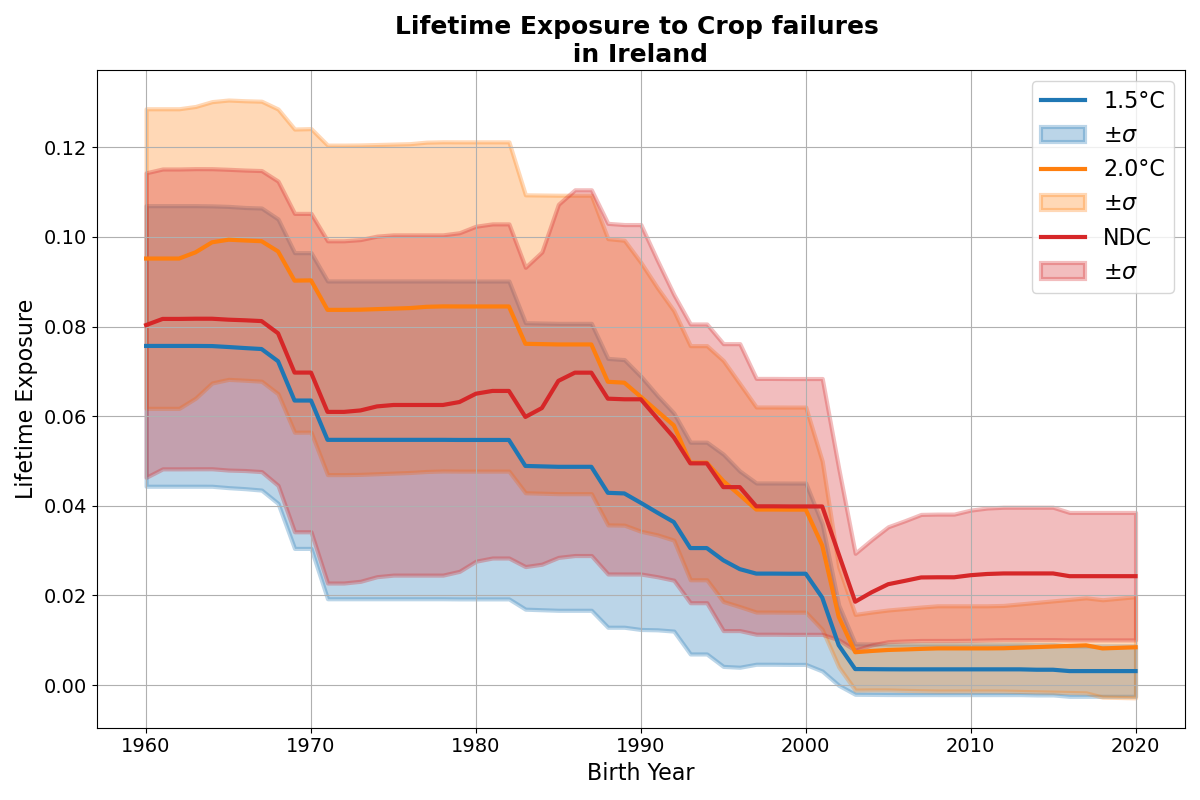 Lifetime Exposure to Crop failures
in Ireland
Lifetime Exposure
0.12
0.10
0.08
0.06
0.04
0.02
0.00
1960 1970 1980 1990 2000 2010 2020
Birth Year
1.5°C
±σ
2.0°C
±σ
NDC
±σ